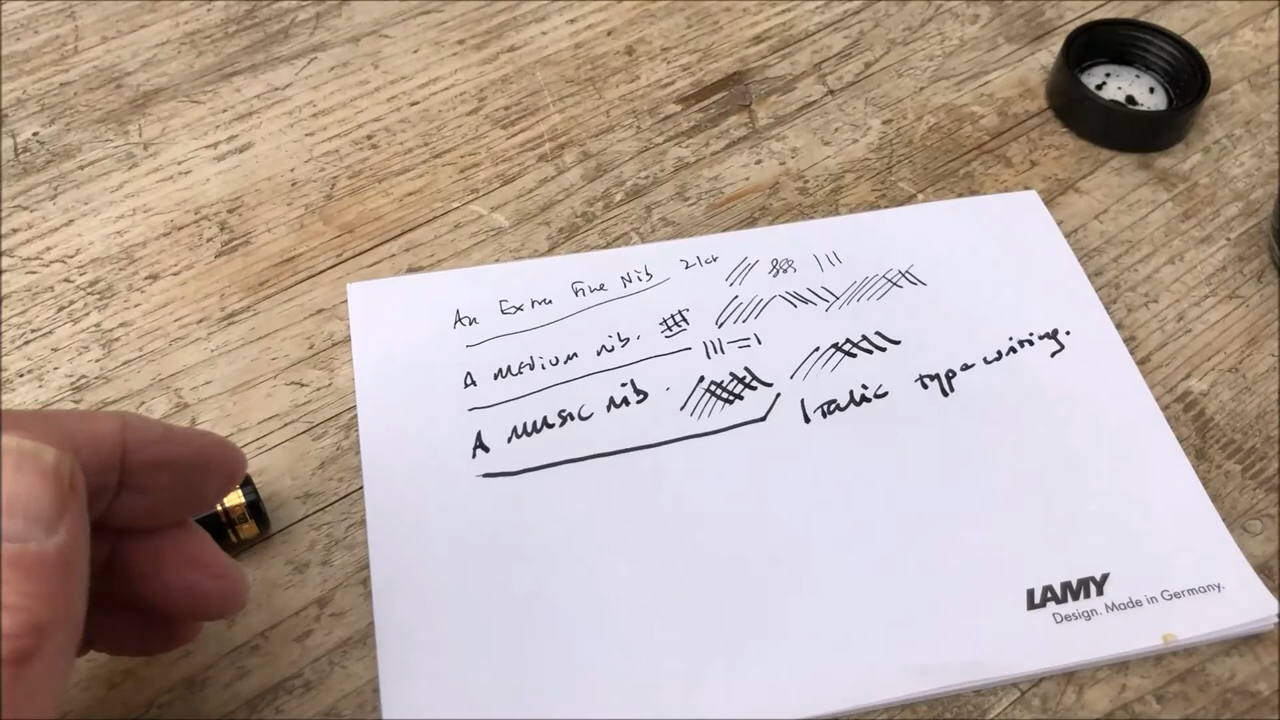 An Extra Fine Nib 21ct
A medium nib.
A music nib.
Italic type writing.
LAMY
Design. Made in Germany.